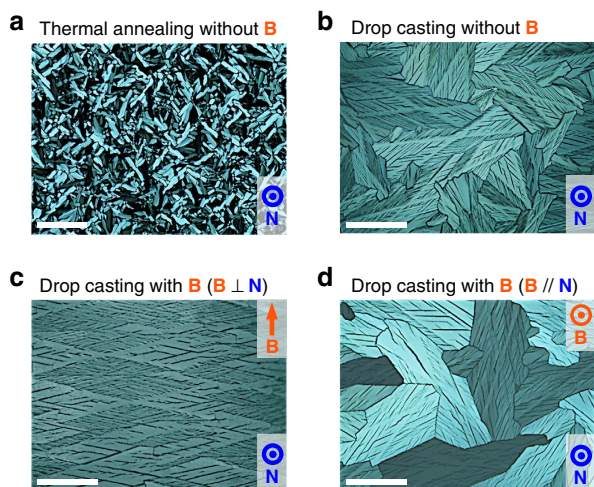 a Thermal annealing without B
N
b Drop casting without B
N
c Drop casting with B (B ⊥ N)
B
N
d Drop casting with B (B // N)
B
N